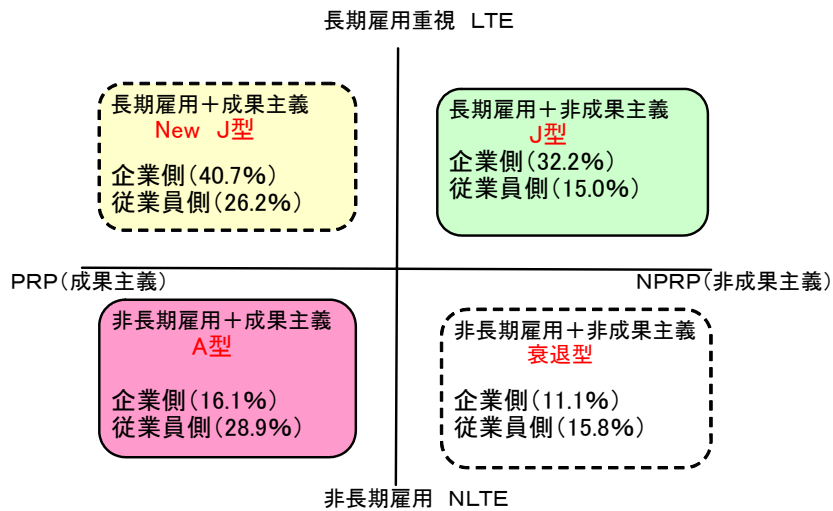 長期雇用重視 LTE
長期雇用＋成果主義
New J型
企業側（40.7%）
従業員側（26.2%）
長期雇用＋非成果主義
J型
企業側（32.2%）
従業員側（15.0%）
PRP（成果主義）
NPRP（非成果主義）
非長期雇用＋成果主義
A型
企業側（16.1%）
従業員側（28.9%）
非長期雇用＋非成果主義
衰退型
企業側（11.1%）
従業員側（15.8%）
非長期雇用 NLTE